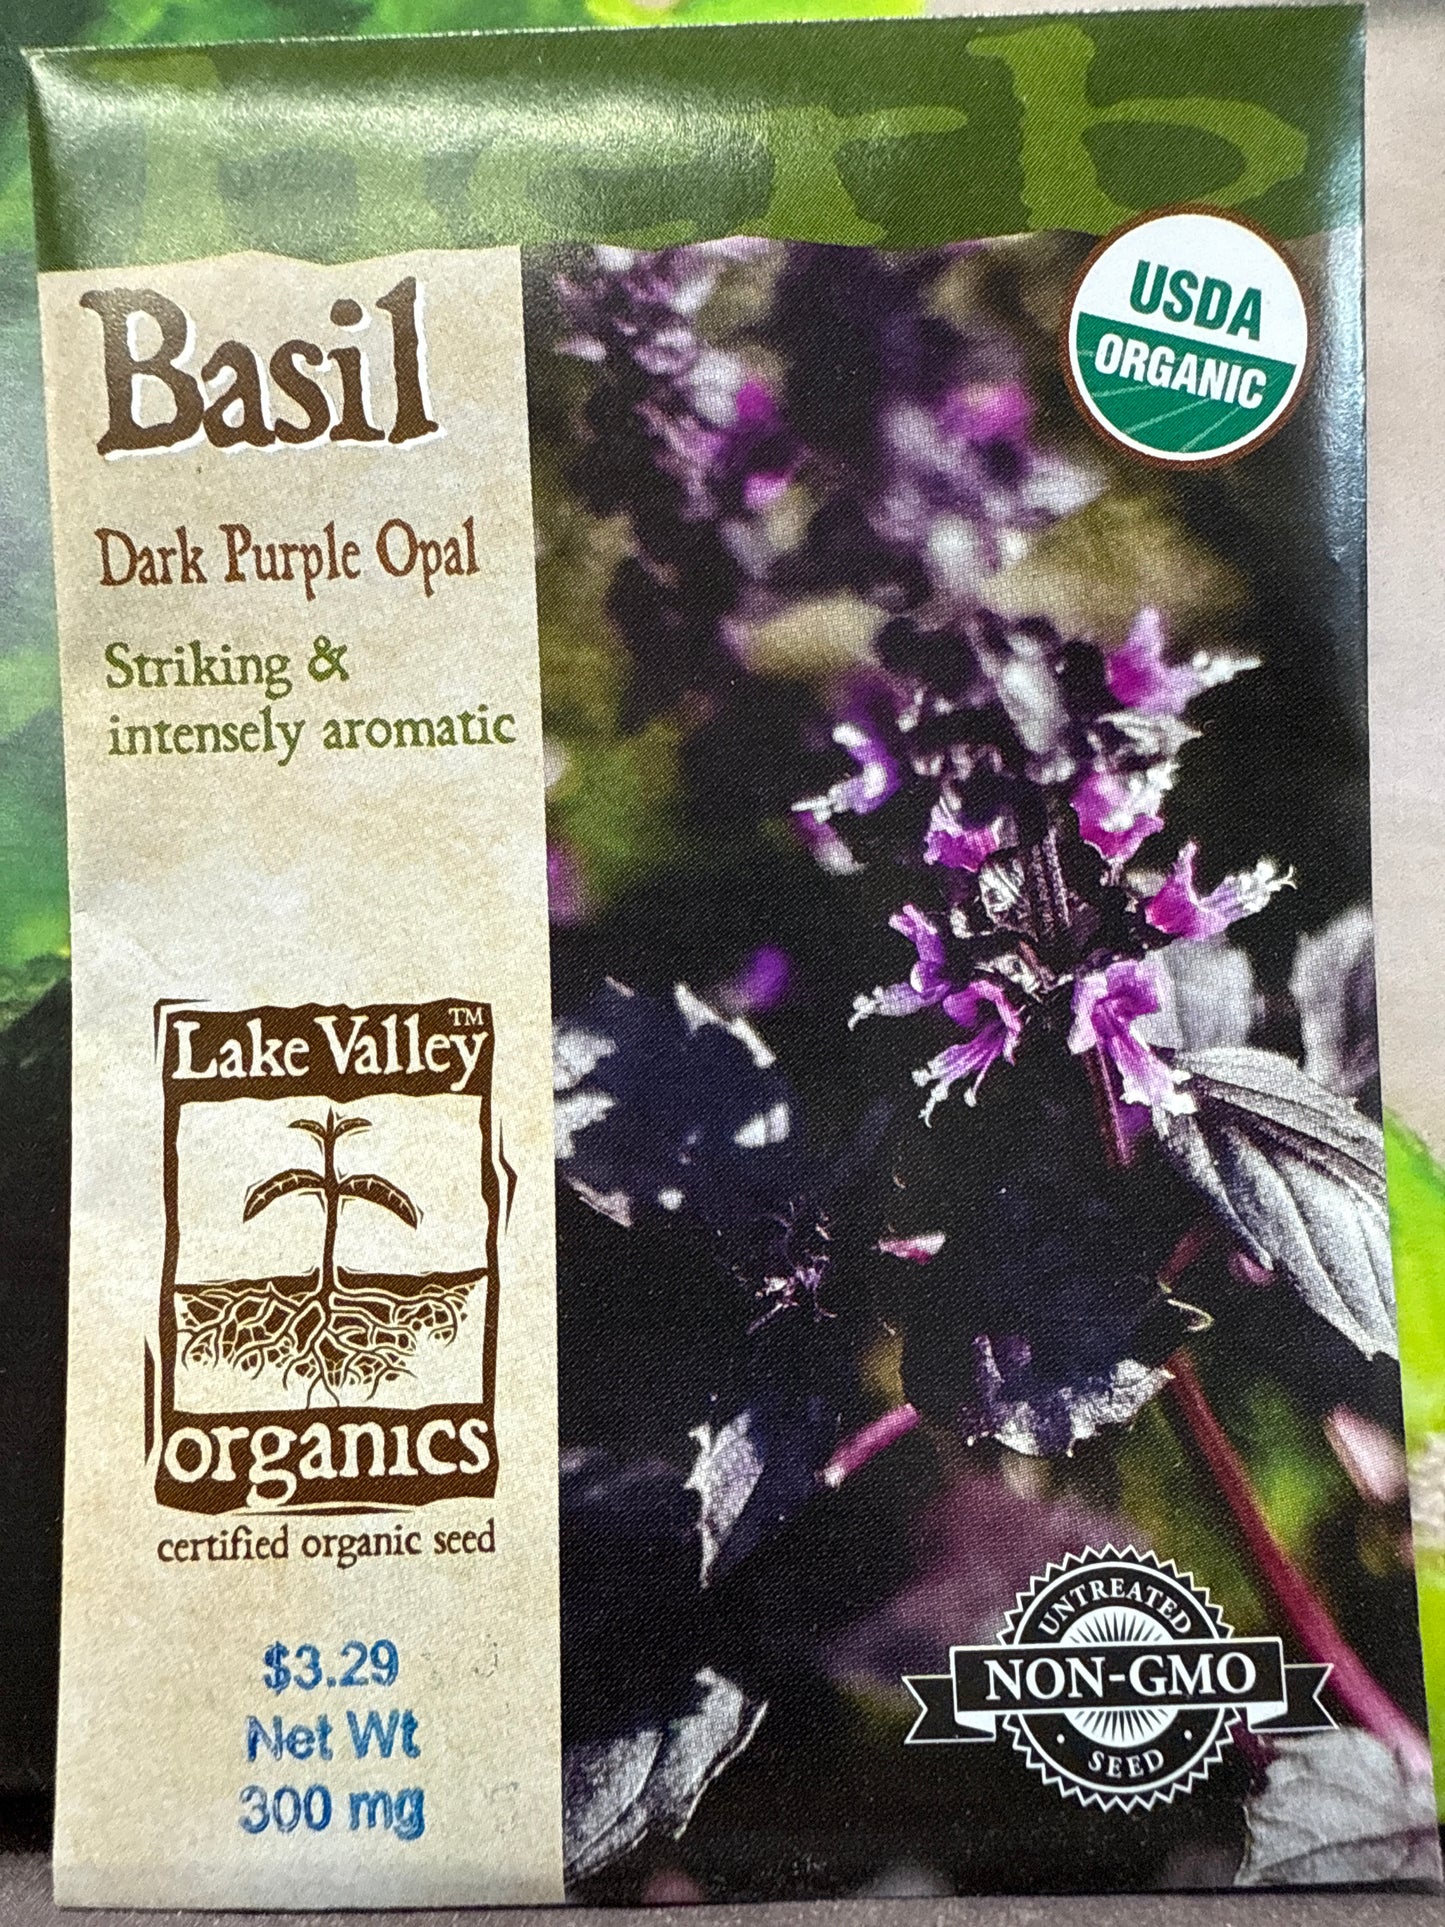 herb
USDA
ORGANIC
Basil
Dark Purple Opal
Striking &
intensely aromatic
Lake Valley™
organics
certified organic seed
$3.29
Net Wt
300 mg
UNTREATED
NON-GMO
· SEED ·